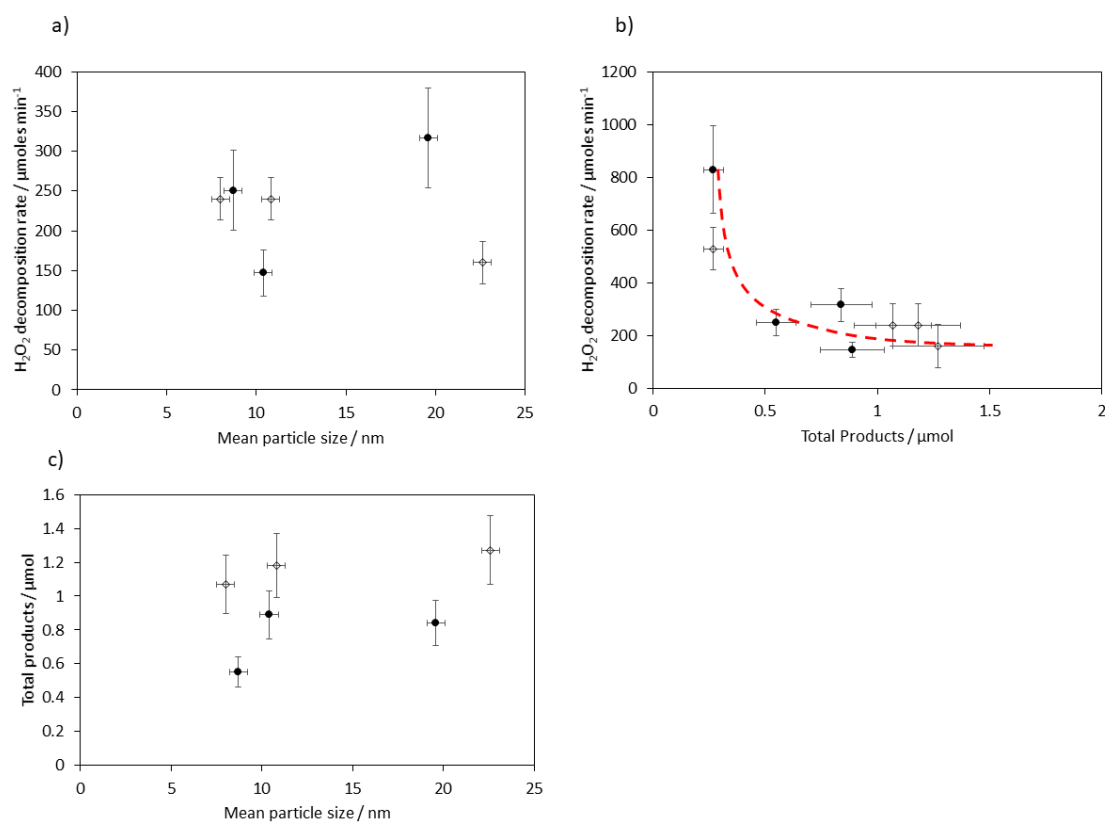 a)
H₂O₂ decomposition rate / µmoles min⁻¹
400
350
300
250
200
150
100
50
0
0 5 10 15 20 25
Mean particle size / nm
b)
H₂O₂ decomposition rate / µmoles min⁻¹
1200
1000
800
600
400
200
0
0 0.5 1 1.5 2
Total Products / µmol
c)
Total products / µmol
1.6
1.4
1.2
1
0.8
0.6
0.4
0.2
0
0 5 10 15 20 25
Mean particle size / nm